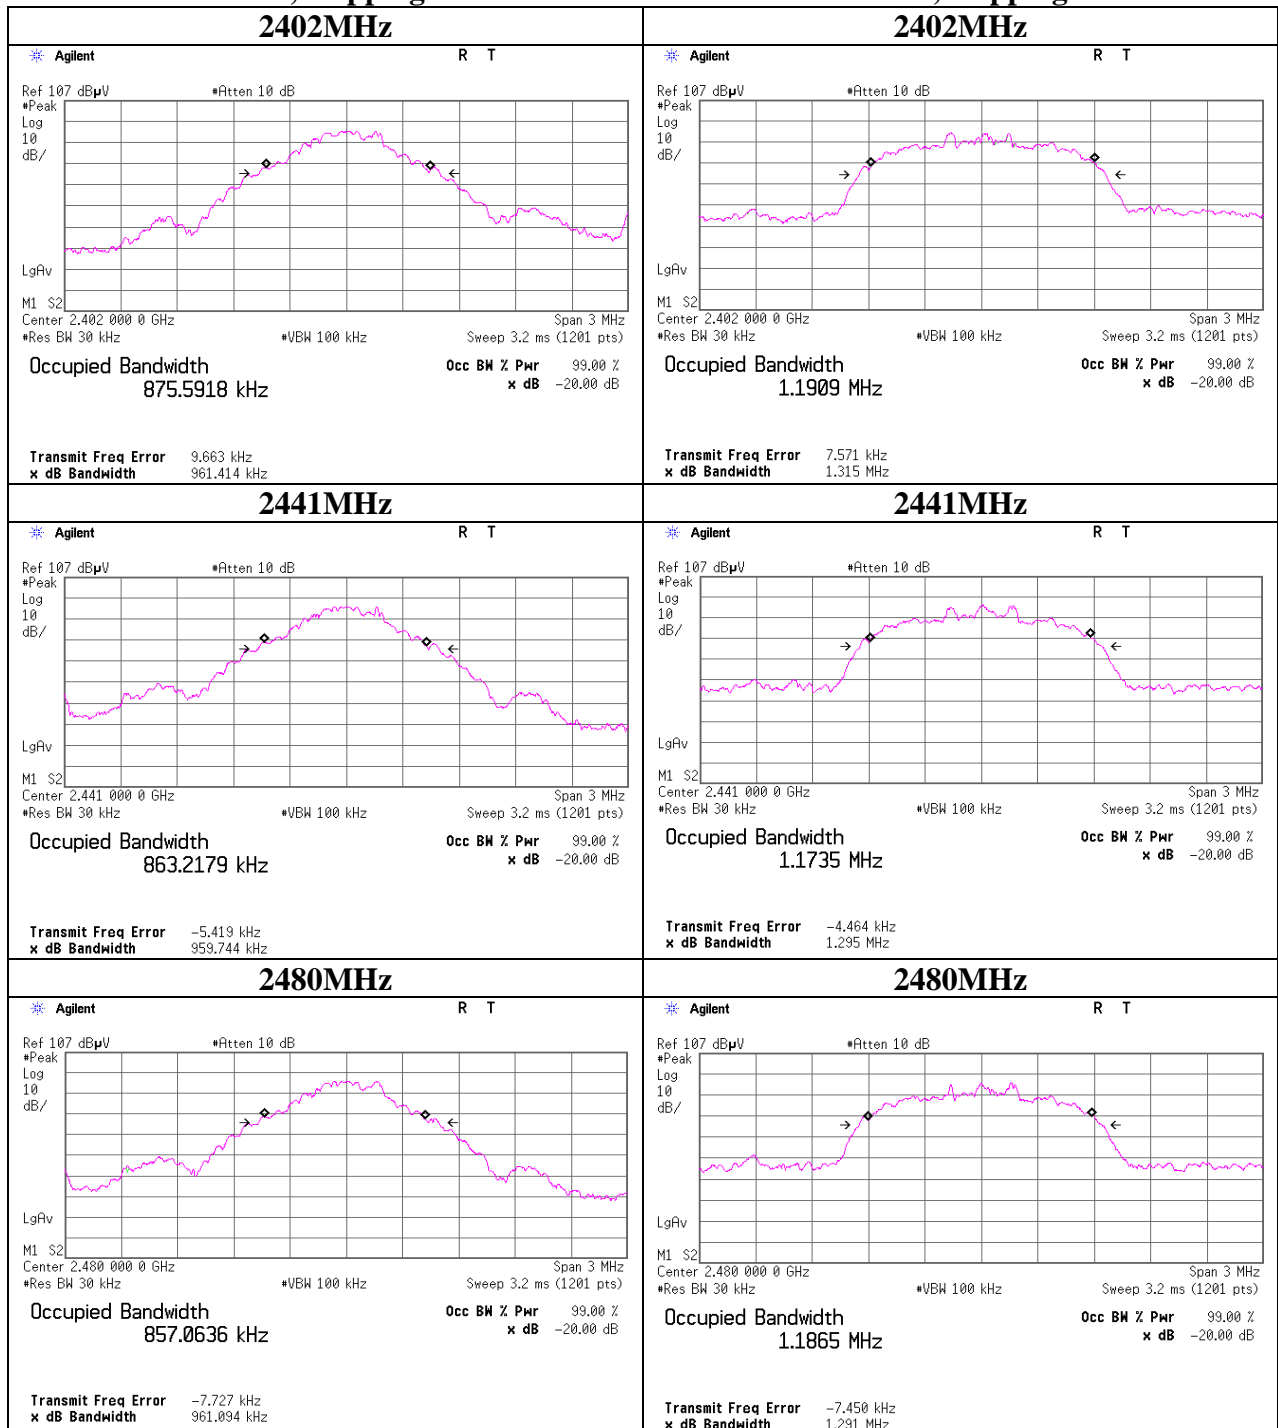 2402MHz
Agilent R T
Ref 107 dBµV #Atten 10 dB
#Peak
Log
10
dB/
LgAv
M1 S2
Center 2.402 000 0 GHz Span 3 MHz
#Res BW 30 kHz #VBW 100 kHz Sweep 3.2 ms (1201 pts)
Occupied Bandwidth Occ BW % Pwr 99.00 %
875.5918 kHz x dB -20.00 dB
Transmit Freq Error 9.663 kHz
x dB Bandwidth 961.414 kHz
2402MHz
Agilent R T
Ref 107 dBµV #Atten 10 dB
#Peak
Log
10
dB/
LgAv
M1 S2
Center 2.402 000 0 GHz Span 3 MHz
#Res BW 30 kHz #VBW 100 kHz Sweep 3.2 ms (1201 pts)
Occupied Bandwidth Occ BW % Pwr 99.00 %
1.1909 MHz x dB -20.00 dB
Transmit Freq Error 7.571 kHz
x dB Bandwidth 1.315 MHz
2441MHz
Agilent R T
Ref 107 dBµV #Atten 10 dB
#Peak
Log
10
dB/
LgAv
M1 S2
Center 2.441 000 0 GHz Span 3 MHz
#Res BW 30 kHz #VBW 100 kHz Sweep 3.2 ms (1201 pts)
Occupied Bandwidth Occ BW % Pwr 99.00 %
863.2179 kHz x dB -20.00 dB
Transmit Freq Error -5.419 kHz
x dB Bandwidth 959.744 kHz
2441MHz
Agilent R T
Ref 107 dBµV #Atten 10 dB
#Peak
Log
10
dB/
LgAv
M1 S2
Center 2.441 000 0 GHz Span 3 MHz
#Res BW 30 kHz #VBW 100 kHz Sweep 3.2 ms (1201 pts)
Occupied Bandwidth Occ BW % Pwr 99.00 %
1.1735 MHz x dB -20.00 dB
Transmit Freq Error -4.464 kHz
x dB Bandwidth 1.295 MHz
2480MHz
Agilent R T
Ref 107 dBµV #Atten 10 dB
#Peak
Log
10
dB/
LgAv
M1 S2
Center 2.480 000 0 GHz Span 3 MHz
#Res BW 30 kHz #VBW 100 kHz Sweep 3.2 ms (1201 pts)
Occupied Bandwidth Occ BW % Pwr 99.00 %
857.0636 kHz x dB -20.00 dB
Transmit Freq Error -7.727 kHz
x dB Bandwidth 961.094 kHz
2480MHz
Agilent R T
Ref 107 dBµV #Atten 10 dB
#Peak
Log
10
dB/
LgAv
M1 S2
Center 2.480 000 0 GHz Span 3 MHz
#Res BW 30 kHz #VBW 100 kHz Sweep 3.2 ms (1201 pts)
Occupied Bandwidth Occ BW % Pwr 99.00 %
1.1865 MHz x dB -20.00 dB
Transmit Freq Error -7.450 kHz
x dB Bandwidth 1.291 MHz